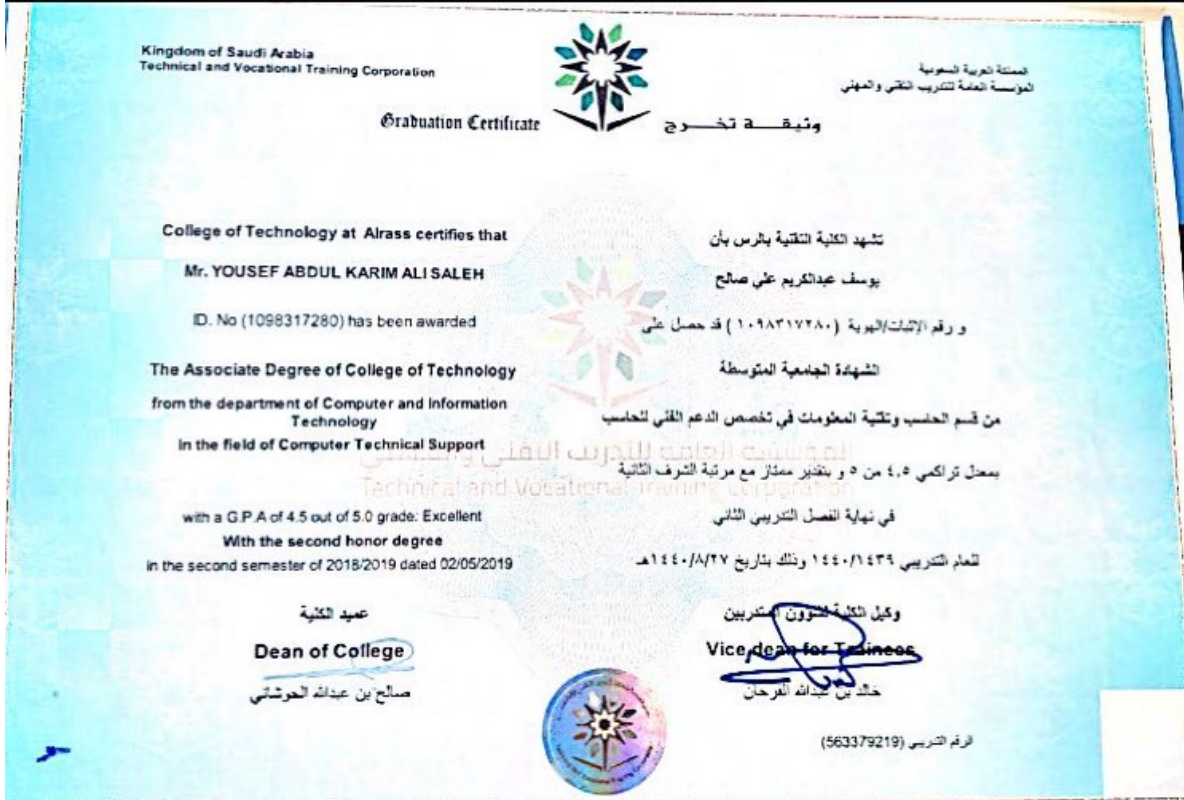 Kingdom of Saudi Arabia
Technical and Vocational Training Corporation
المملكة العربية السعودية
المؤسسة العامة للتدريب التقني والمهني
Graduation Certificate
وثيقة تخرج
College of Technology at Alrass certifies that
Mr. YOUSEF ABDUL KARIM ALI SALEH
ID. No (1098317280) has been awarded
The Associate Degree of College of Technology
from the department of Computer and Information
Technology
in the field of Computer Technical Support
with a G.P.A of 4.5 out of 5.0 grade: Excellent
With the second honor degree
in the second semester of 2018/2019 dated 02/05/2019
تشهد الكلية التقنية بالرس بأن
يوسف عبدالكريم علي صالح
و رقم الإثبات/الهوية (١٠٩٨٣١٧٢٨٠) قد حصل على
الشهادة الجامعية المتوسطة
من قسم الحاسب وتقنية المعلومات في تخصص الدعم الفني للحاسب
بمعدل تراكمي ٤,٥ من ٥ و بتقدير ممتاز مع مرتبة الشرف الثانية
في نهاية الفصل التدريبي الثاني
للعام التدريبي ١٤٤٠/١٤٣٩ وذلك بتاريخ ١٤٤٠/٨/٢٧هـ
المؤسسة العامة للتدريب التقني والمهني
Technical and Vocational Training Corporation
عميد الكلية
Dean of College
صالح بن عبدالله الحوشاني
وكيل الكلية لشؤون المتدربين
Vice dean for Trainees
خالد بن عبدالله الفرحان
الرقم التدريبي (563379219)